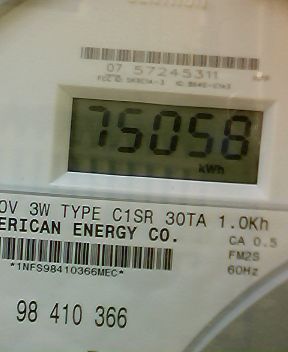 07 57245311
75058
kWh
0V 3W TYPE C1SR 30TA 1.0Kh
ERICAN ENERGY CO.
CA 0.5
FM2S
60Hz
*1NFS98410366MEC*
98 410 366